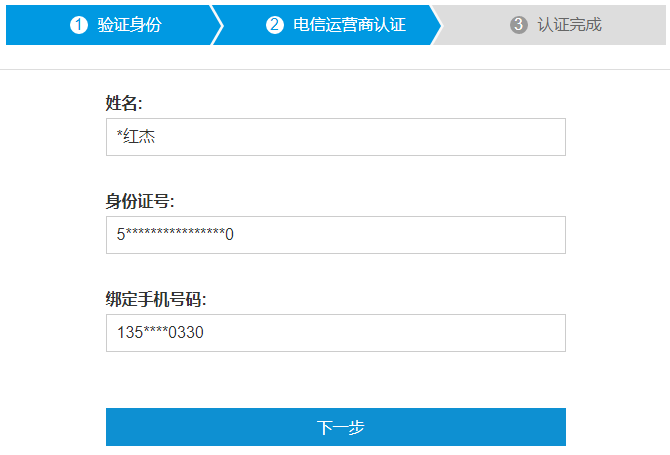 1 验证身份 2 电信运营商认证 3 认证完成
姓名:
*红杰
身份证号:
5****************0
绑定手机号码:
135****0330
下一步